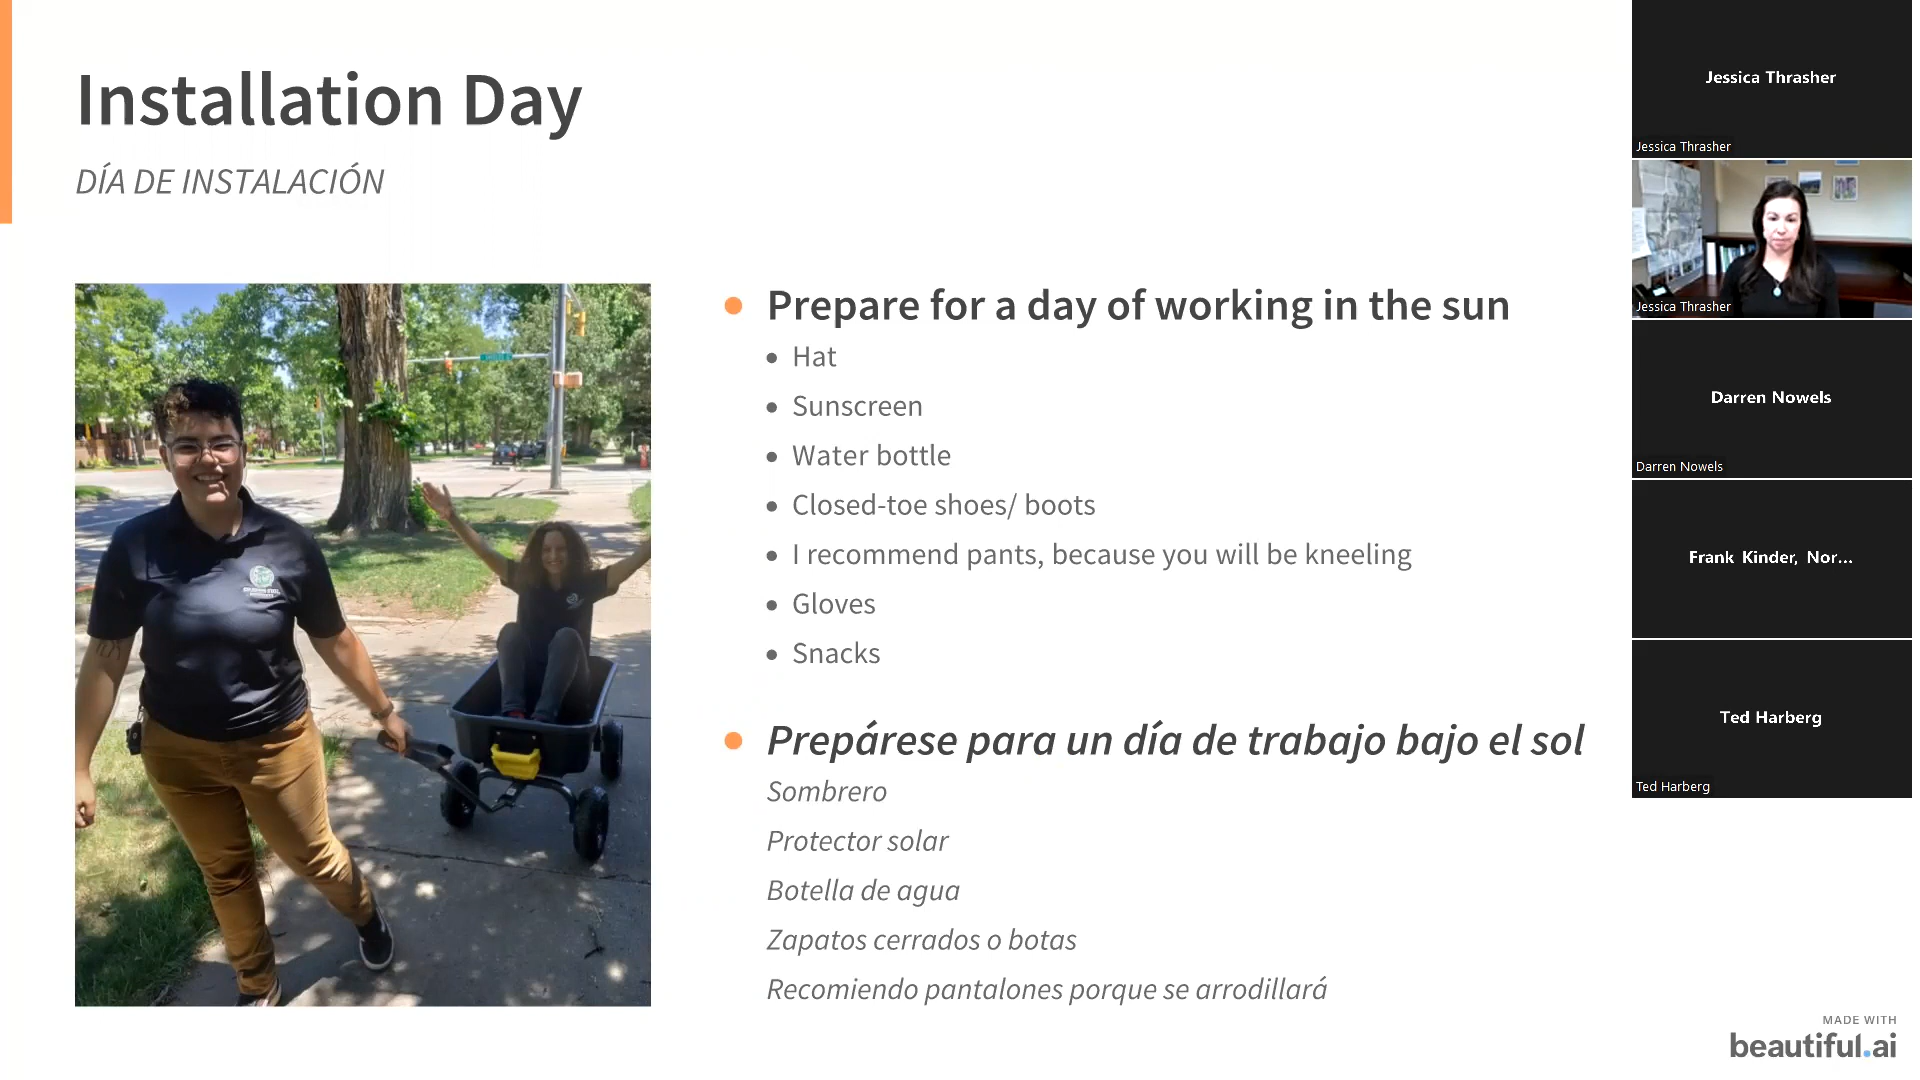 Installation Day
DÍA DE INSTALACIÓN
Prepare for a day of working in the sun
Hat
Sunscreen
Water bottle
Closed-toe shoes/ boots
I recommend pants, because you will be kneeling
Gloves
Snacks
Prepárese para un día de trabajo bajo el sol
Sombrero
Protector solar
Botella de agua
Zapatos cerrados o botas
Recomiendo pantalones porque se arrodillará
Jessica Thrasher
Jessica Thrasher
Jessica Thrasher
Darren Nowels
Darren Nowels
Frank Kinder, Nor...
Ted Harberg
Ted Harberg
MADE WITH
beautiful.ai